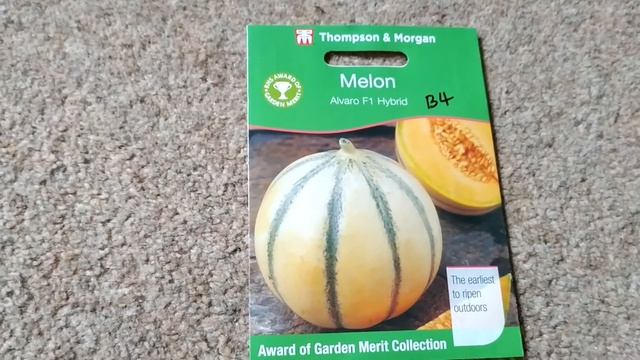 Thompson & Morgan
RHS AWARD OF GARDEN MERIT
Melon
Alvaro F1 Hybrid
B4
The earliest
to ripen
outdoors
Award of Garden Merit Collection